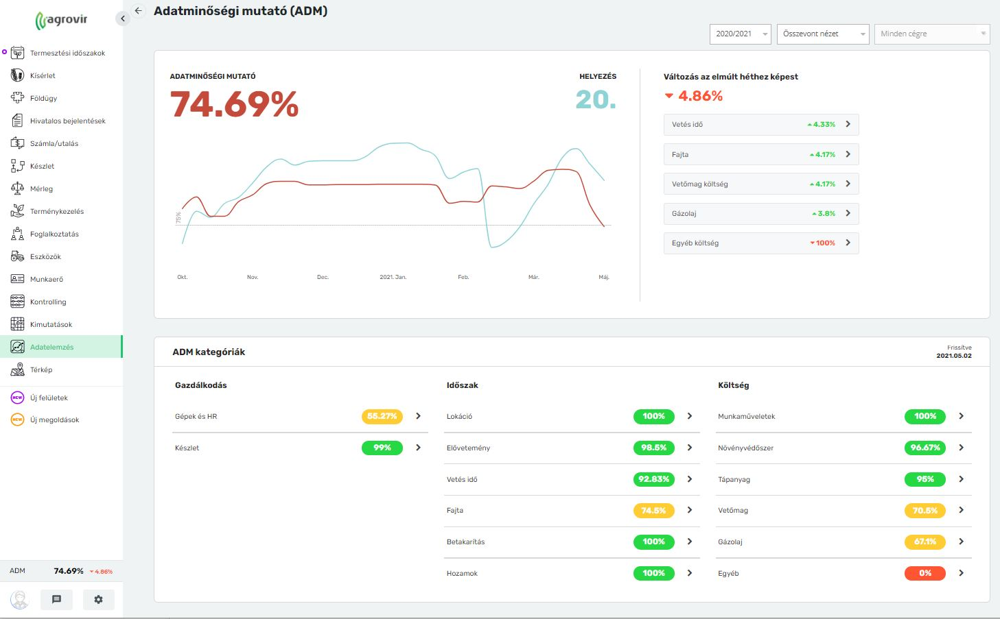 agrovir
Termesztési időszakok
Kísérlet
Földügy
Hivatalos bejelentések
Számla/utalás
Készlet
Mérleg
Terménykezelés
Foglalkoztatás
Eszközök
Munkaerő
Kontrolling
Kimutatások
Adatelemzés
Térkép
NEW Új felületek
NEW Új megoldások
ADM 74.69% 4.86%
Adatminőségi mutató (ADM)
2020/2021 Összevont nézet Minden cégre
ADATMINŐSÉGI MUTATÓ
74.69%
HELYEZÉS
20.
75%
Okt. Nov. Dec. 2021. Jan. Feb. Már. Máj.
Változás az elmúlt héthez képest
4.86%
Vetés idő 4.33%
Fajta 4.17%
Vetőmag költség 4.17%
Gázolaj 3.8%
Egyéb költség 100%
ADM kategóriák
Frissítve
2021.05.02
Gazdálkodás
Gépek és HR 55.27%
Készlet 99%
Időszak
Lokáció 100%
Elővetemény 98.5%
Vetés idő 92.83%
Fajta 74.5%
Betakarítás 100%
Hozamok 100%
Költség
Munkaműveletek 100%
Növényvédőszer 96.67%
Tápanyag 95%
Vetőmag 70.5%
Gázolaj 67.1%
Egyéb 0%